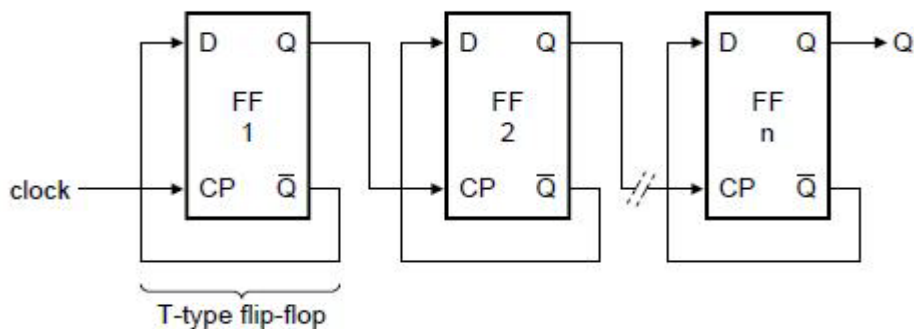 D Q D Q D Q Q
FF FF FF
1 2 n
clock CP Q̅ CP Q̅ CP Q̅
T-type flip-flop